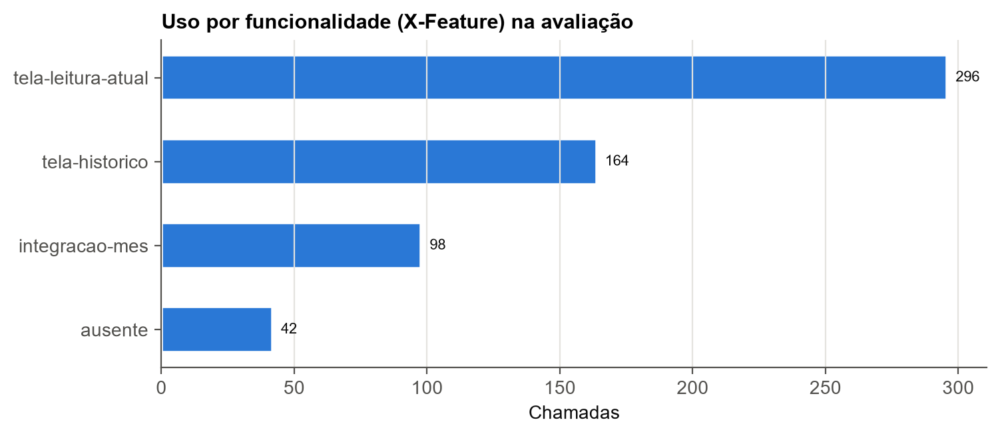 Uso por funcionalidade (X-Feature) na avaliação
tela-leitura-atual
296
tela-historico
164
integracao-mes
98
ausente
42
0 50 100 150 200 250 300
Chamadas